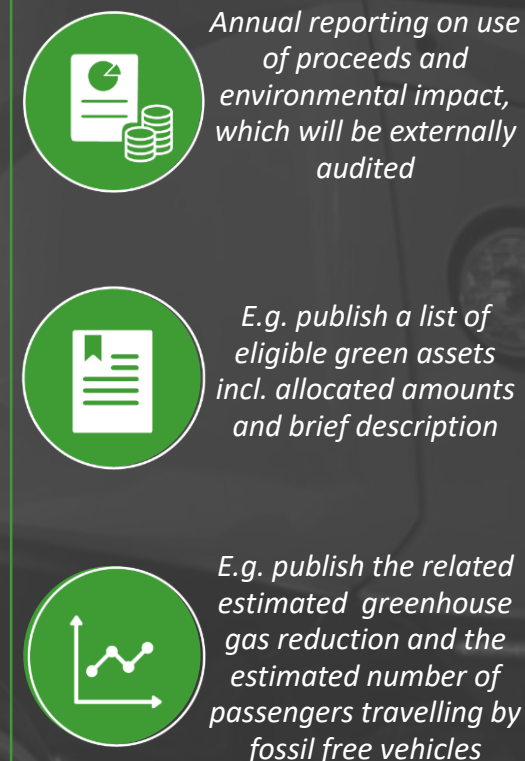 Annual reporting on use
of proceeds and
environmental impact,
which will be externally
audited
E.g. publish a list of
eligible green assets
incl. allocated amounts
and brief description
E.g. publish the related
estimated  greenhouse
gas reduction and the
estimated number of
passengers travelling by
fossil free vehicles